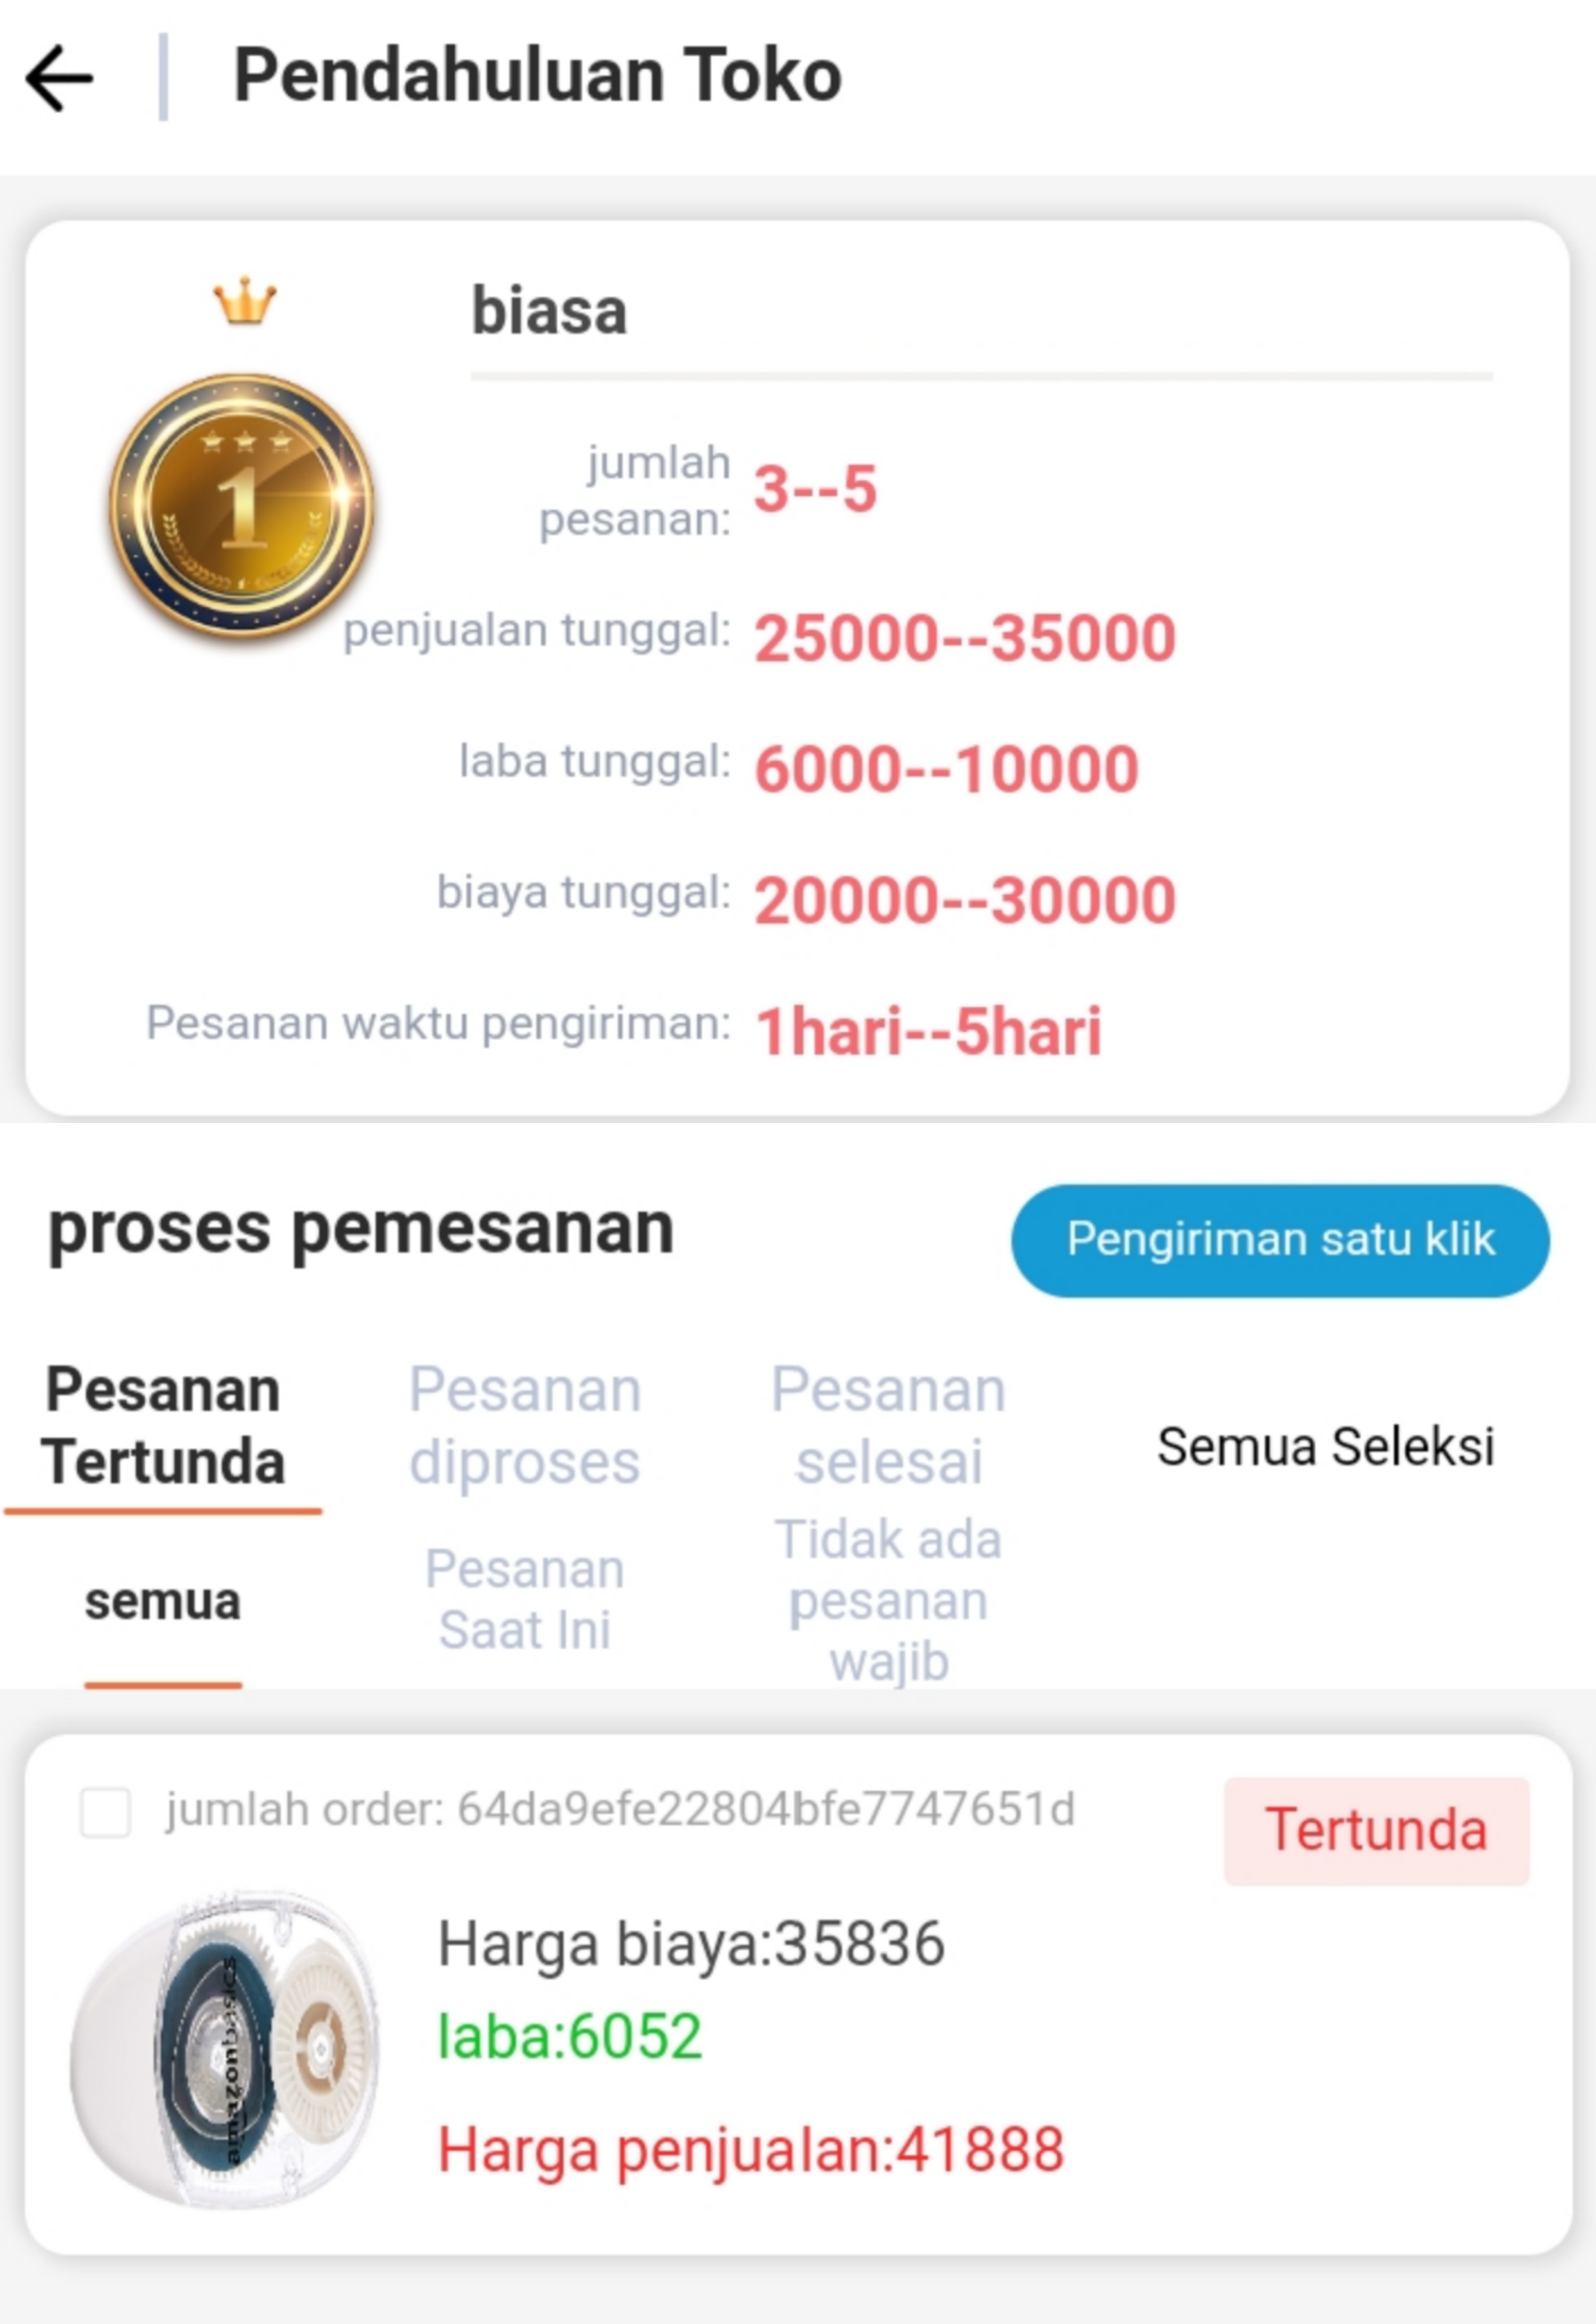 Pendahuluan Toko
biasa
1
jumlah
pesanan:
3--5
penjualan tunggal: 25000--35000
laba tunggal: 6000--10000
biaya tunggal: 20000--30000
Pesanan waktu pengiriman: 1hari--5hari
proses pemesanan
Pengiriman satu klik
Pesanan
Tertunda
Pesanan
diproses
Pesanan
selesai
Semua Seleksi
semua
Pesanan
Saat Ini
Tidak ada
pesanan
wajib
jumlah order: 64da9efe22804bfe7747651d
Tertunda
amazonbasics
Harga biaya:35836
laba:6052
Harga penjualan:41888